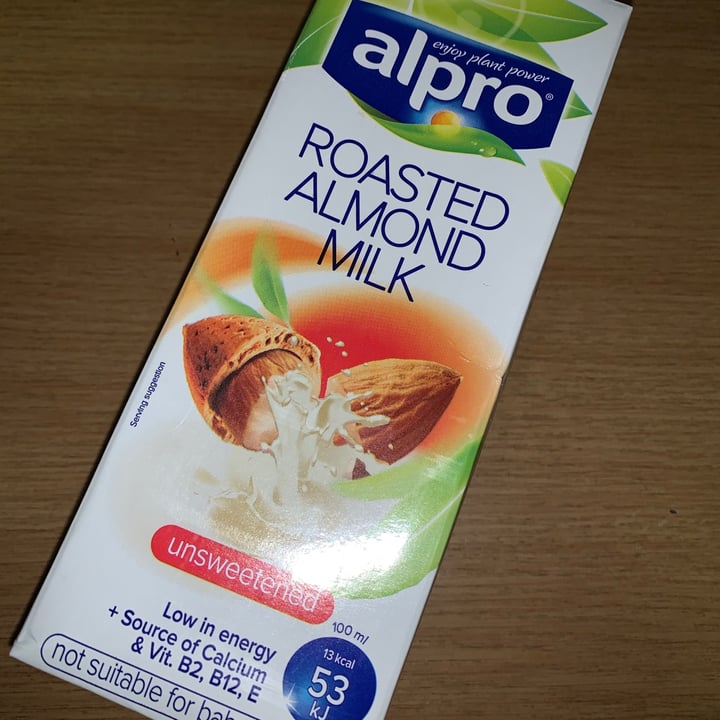 enjoy plant power
alpro®
ROASTED
ALMOND
MILK
Serving suggestion
unsweetened
Low in energy
+ Source of Calcium
& Vit. B2, B12, E
100 ml
13 kcal
53
kJ
not suitable for